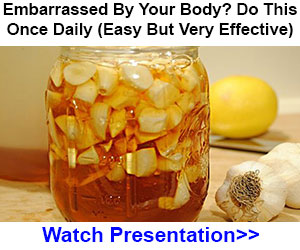 Embarrassed By Your Body? Do This
Once Daily (Easy But Very Effective)
Watch Presentation>>